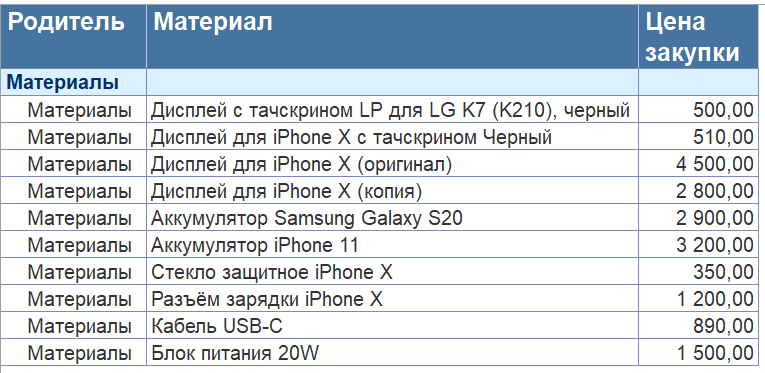 Родитель Материал Цена закупки
Материалы
Материалы Дисплей с тачскрином LP для LG K7 (K210), черный 500,00
Материалы Дисплей для iPhone X с тачскрином Черный 510,00
Материалы Дисплей для iPhone X (оригинал) 4 500,00
Материалы Дисплей для iPhone X (копия) 2 800,00
Материалы Аккумулятор Samsung Galaxy S20 2 900,00
Материалы Аккумулятор iPhone 11 3 200,00
Материалы Стекло защитное iPhone X 350,00
Материалы Разъём зарядки iPhone X 1 200,00
Материалы Кабель USB-C 890,00
Материалы Блок питания 20W 1 500,00